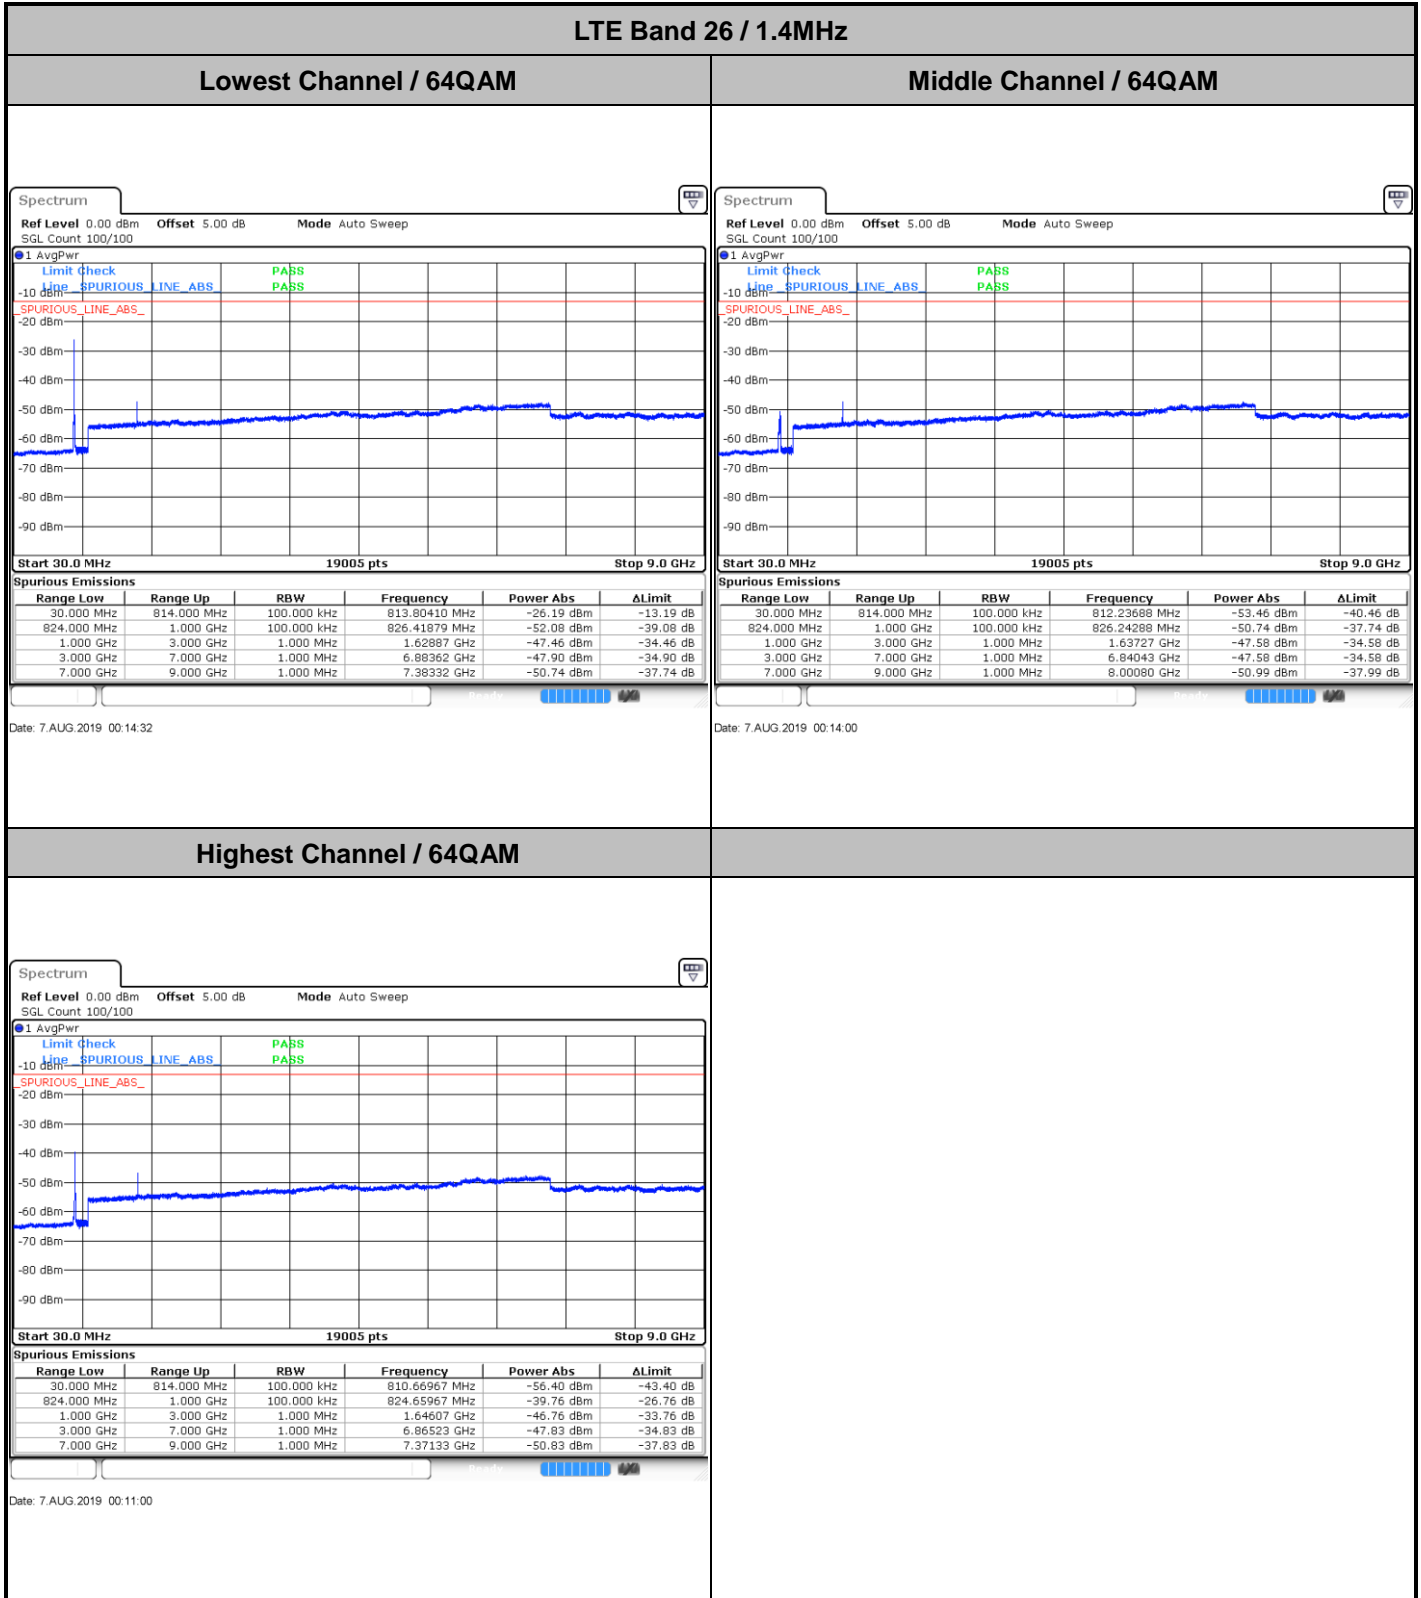 LTE Band 26 / 1.4MHz
Lowest Channel / 64QAM
Middle Channel / 64QAM
Spectrum
Ref Level 0.00 dBm Offset 5.00 dB Mode Auto Sweep
SGL Count 100/100
1 AvgPwr
Limit Check PASS
Line _SPURIOUS_LINE_ABS_ PASS
-10 dBm
_SPURIOUS_LINE_ABS_
-20 dBm
-30 dBm
-40 dBm
-50 dBm
-60 dBm
-70 dBm
-80 dBm
-90 dBm
Start 30.0 MHz 19005 pts Stop 9.0 GHz
Spurious Emissions
Range Low Range Up RBW Frequency Power Abs ΔLimit
30.000 MHz 814.000 MHz 100.000 kHz 813.80410 MHz -26.19 dBm -13.19 dB
824.000 MHz 1.000 GHz 100.000 kHz 826.41879 MHz -52.08 dBm -39.08 dB
1.000 GHz 3.000 GHz 1.000 MHz 1.62887 GHz -47.46 dBm -34.46 dB
3.000 GHz 7.000 GHz 1.000 MHz 6.88362 GHz -47.90 dBm -34.90 dB
7.000 GHz 9.000 GHz 1.000 MHz 7.38332 GHz -50.74 dBm -37.74 dB
Ready
Date: 7.AUG.2019 00:14:32
Spectrum
Ref Level 0.00 dBm Offset 5.00 dB Mode Auto Sweep
SGL Count 100/100
1 AvgPwr
Limit Check PASS
Line _SPURIOUS_LINE_ABS_ PASS
-10 dBm
_SPURIOUS_LINE_ABS_
-20 dBm
-30 dBm
-40 dBm
-50 dBm
-60 dBm
-70 dBm
-80 dBm
-90 dBm
Start 30.0 MHz 19005 pts Stop 9.0 GHz
Spurious Emissions
Range Low Range Up RBW Frequency Power Abs ΔLimit
30.000 MHz 814.000 MHz 100.000 kHz 812.23688 MHz -53.46 dBm -40.46 dB
824.000 MHz 1.000 GHz 100.000 kHz 826.24288 MHz -50.74 dBm -37.74 dB
1.000 GHz 3.000 GHz 1.000 MHz 1.63727 GHz -47.58 dBm -34.58 dB
3.000 GHz 7.000 GHz 1.000 MHz 6.84043 GHz -47.58 dBm -34.58 dB
7.000 GHz 9.000 GHz 1.000 MHz 8.00080 GHz -50.99 dBm -37.99 dB
Ready
Date: 7.AUG.2019 00:14:00
Highest Channel / 64QAM
Spectrum
Ref Level 0.00 dBm Offset 5.00 dB Mode Auto Sweep
SGL Count 100/100
1 AvgPwr
Limit Check PASS
Line _SPURIOUS_LINE_ABS_ PASS
-10 dBm
_SPURIOUS_LINE_ABS_
-20 dBm
-30 dBm
-40 dBm
-50 dBm
-60 dBm
-70 dBm
-80 dBm
-90 dBm
Start 30.0 MHz 19005 pts Stop 9.0 GHz
Spurious Emissions
Range Low Range Up RBW Frequency Power Abs ΔLimit
30.000 MHz 814.000 MHz 100.000 kHz 810.66967 MHz -56.40 dBm -43.40 dB
824.000 MHz 1.000 GHz 100.000 kHz 824.65967 MHz -39.76 dBm -26.76 dB
1.000 GHz 3.000 GHz 1.000 MHz 1.64607 GHz -46.76 dBm -33.76 dB
3.000 GHz 7.000 GHz 1.000 MHz 6.86523 GHz -47.83 dBm -34.83 dB
7.000 GHz 9.000 GHz 1.000 MHz 7.37133 GHz -50.83 dBm -37.83 dB
Ready
Date: 7.AUG.2019 00:11:00